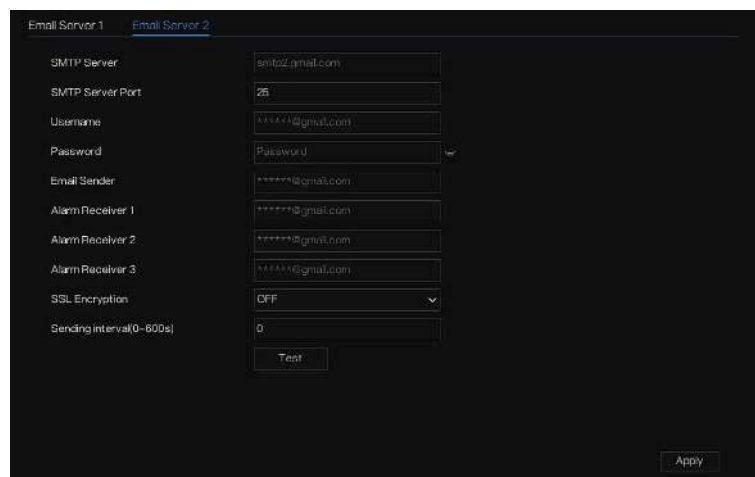 Email Server 1 Email Server 2
SMTP Server smtp2.gmail.com
SMTP Server Port 25
Username ******@gmail.com
Password Password
Email Sender ******@gmail.com
Alarm Receiver 1 ******@gmail.com
Alarm Receiver 2 ******@gmail.com
Alarm Receiver 3 ******@gmail.com
SSL Encryption OFF
Sending interval(0~600s) 0
Test
Apply